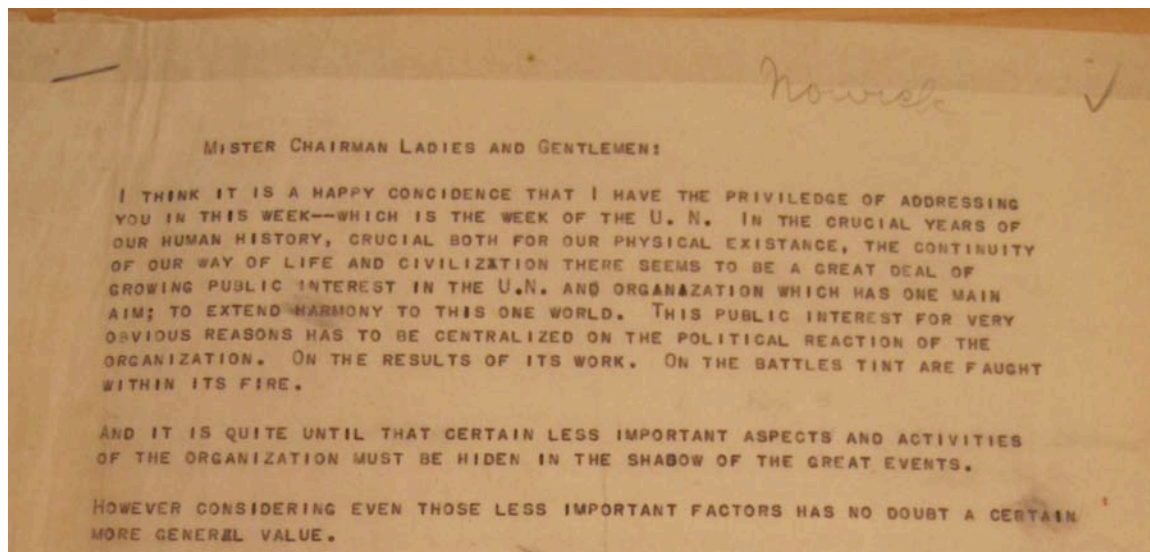 Nowick
MISTER CHAIRMAN LADIES AND GENTLEMEN:
I THINK IT IS A HAPPY CONCIDENCE THAT I HAVE THE PRIVILEDGE OF ADDRESSING
YOU IN THIS WEEK--WHICH IS THE WEEK OF THE U. N. IN THE CRUCIAL YEARS OF
OUR HUMAN HISTORY, CRUCIAL BOTH FOR OUR PHYSICAL EXISTANCE, THE CONTINUITY
OF OUR WAY OF LIFE AND CIVILIZATION THERE SEEMS TO BE A GREAT DEAL OF
GROWING PUBLIC INTEREST IN THE U.N. AND ORGANAZATION WHICH HAS ONE MAIN
AIM; TO EXTEND HARMONY TO THIS ONE WORLD. THIS PUBLIC INTEREST FOR VERY
OBVIOUS REASONS HAS TO BE CENTRALIZED ON THE POLITICAL REACTION OF THE
ORGANIZATION. ON THE RESULTS OF ITS WORK. ON THE BATTLES TINT ARE FAUGHT
WITHIN ITS FIRE.
AND IT IS QUITE UNTIL THAT CERTAIN LESS IMPORTANT ASPECTS AND ACTIVITIES
OF THE ORGANIZATION MUST BE HIDEN IN THE SHADOW OF THE GREAT EVENTS.
HOWEVER CONSIDERING EVEN THOSE LESS IMPORTANT FACTORS HAS NO DOUBT A CERTAIN
MORE GENERAL VALUE.